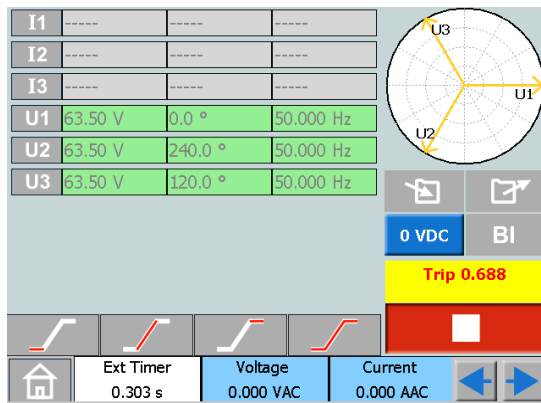 I1 ----- ----- -----
I2 ----- ----- -----
I3 ----- ----- -----
U1 63.50 V 0.0 ° 50.000 Hz
U2 63.50 V 240.0 ° 50.000 Hz
U3 63.50 V 120.0 ° 50.000 Hz
U3
U1
U2
0 VDC BI
Trip 0.688
Ext Timer Voltage Current
0.303 s 0.000 VAC 0.000 AAC